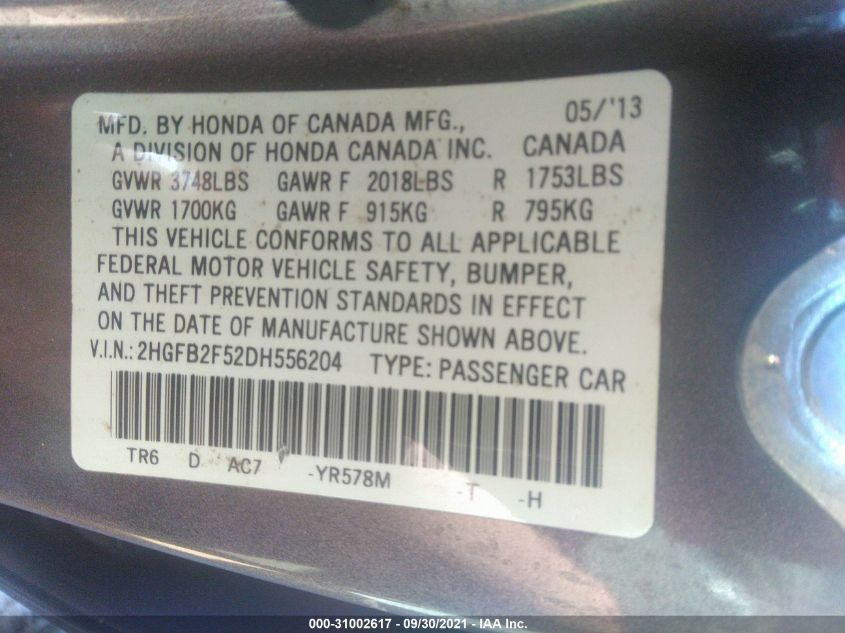 05/'13
MFD. BY HONDA OF CANADA MFG.,
A DIVISION OF HONDA CANADA INC. CANADA
GVWR 3748LBS GAWR F 2018LBS R 1753LBS
GVWR 1700KG GAWR F 915KG R 795KG
THIS VEHICLE CONFORMS TO ALL APPLICABLE
FEDERAL MOTOR VEHICLE SAFETY, BUMPER,
AND THEFT PREVENTION STANDARDS IN EFFECT
ON THE DATE OF MANUFACTURE SHOWN ABOVE.
V.I.N.: 2HGFB2F52DH556204 TYPE: PASSENGER CAR
TR6 D AC7 -YR578M -T -H
000-31002617 - 09/30/2021 - IAA Inc.